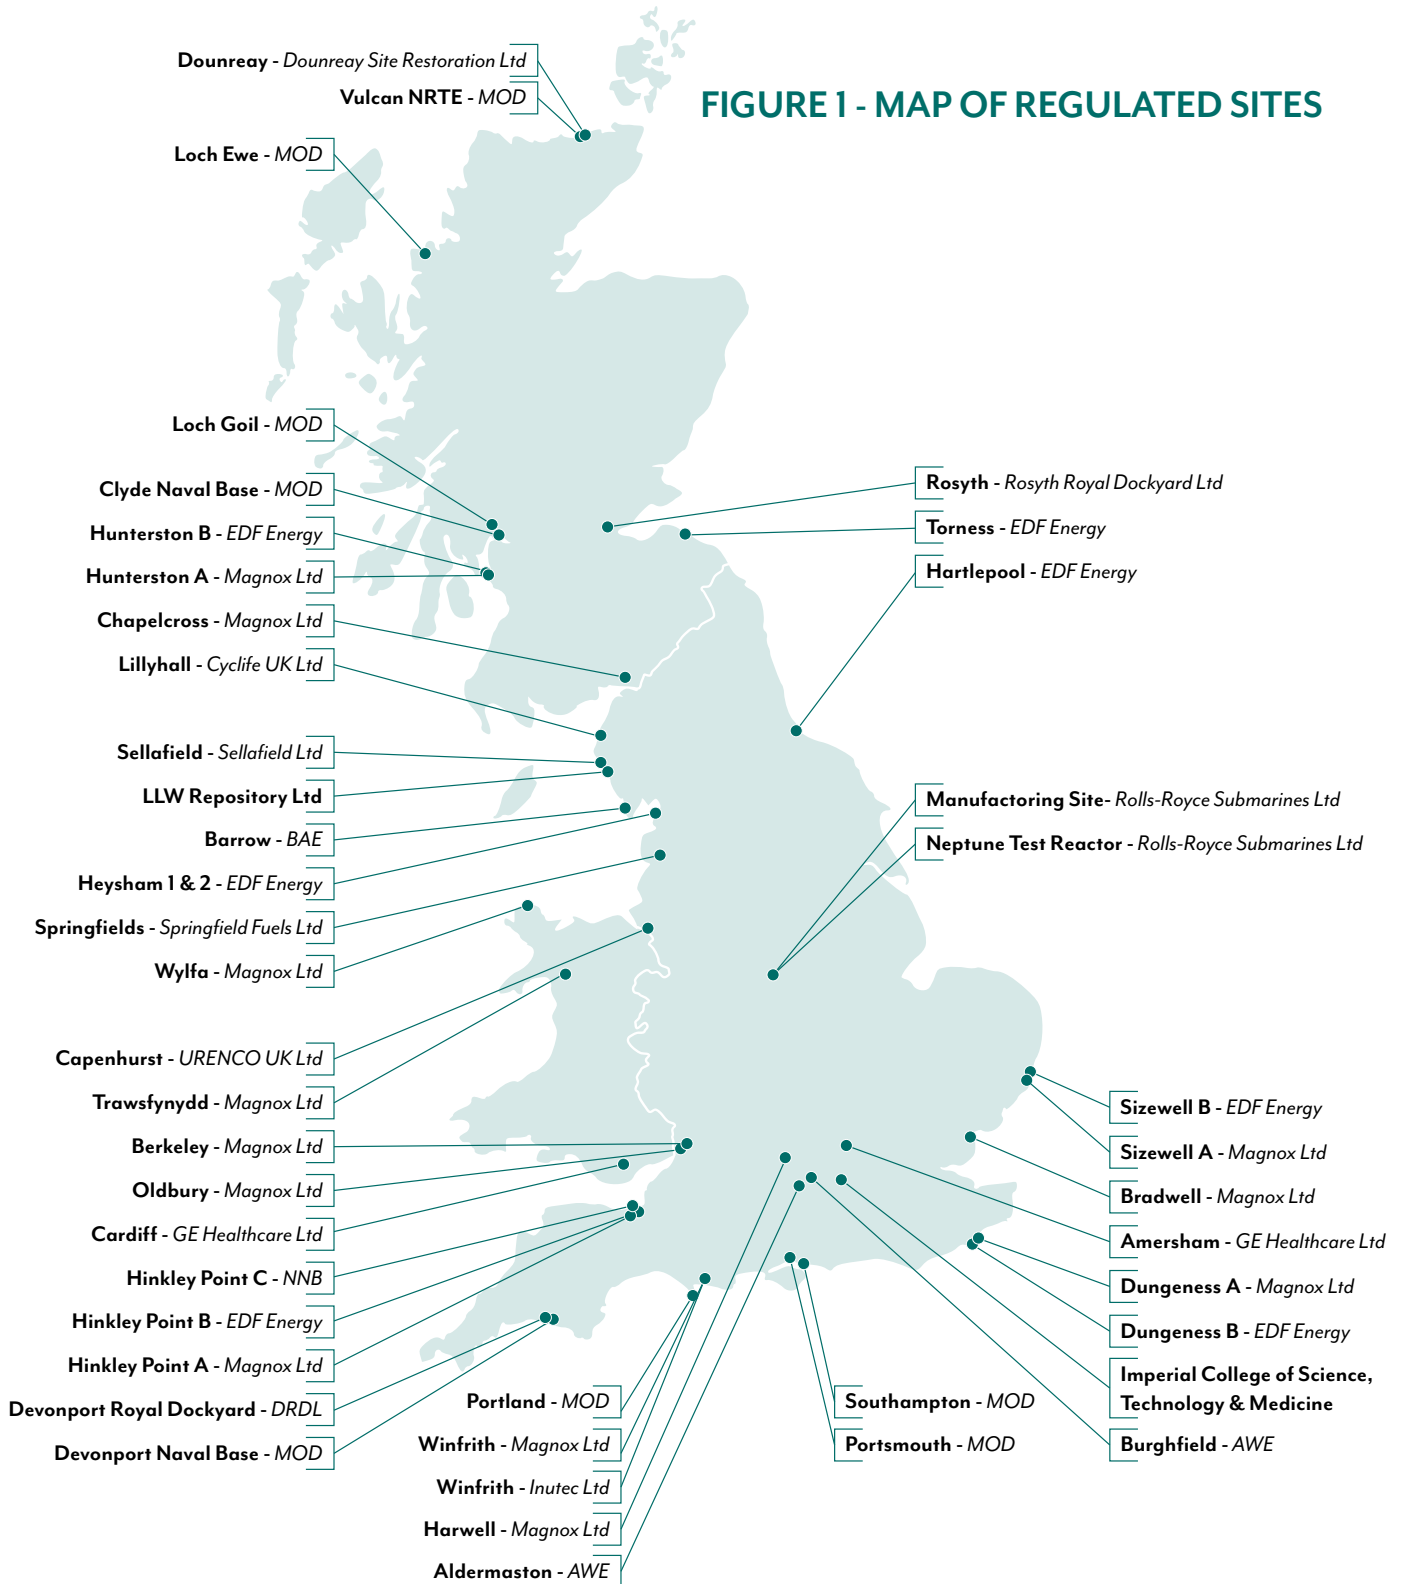 FIGURE 1 - MAP OF REGULATED SITES
Dounreay - Dounreay Site Restoration Ltd
Vulcan NRTE - MOD
Loch Ewe - MOD
Loch Goil - MOD
Clyde Naval Base - MOD
Hunterston B - EDF Energy
Hunterston A - Magnox Ltd
Chapelcross - Magnox Ltd
Lillyhall - Cyclife UK Ltd
Sellafield - Sellafield Ltd
LLW Repository Ltd
Barrow - BAE
Heysham 1 & 2 - EDF Energy
Springfields - Springfield Fuels Ltd
Wylfa - Magnox Ltd
Capenhurst - URENCO UK Ltd
Trawsfynydd - Magnox Ltd
Berkeley - Magnox Ltd
Oldbury - Magnox Ltd
Cardiff - GE Healthcare Ltd
Hinkley Point C - NNB
Hinkley Point B - EDF Energy
Hinkley Point A - Magnox Ltd
Devonport Royal Dockyard - DRDL
Devonport Naval Base - MOD
Portland - MOD
Winfrith - Magnox Ltd
Winfrith - Inutec Ltd
Harwell - Magnox Ltd
Aldermaston - AWE
Southampton - MOD
Portsmouth - MOD
Rosyth - Rosyth Royal Dockyard Ltd
Torness - EDF Energy
Hartlepool - EDF Energy
Manufactoring Site- Rolls-Royce Submarines Ltd
Neptune Test Reactor - Rolls-Royce Submarines Ltd
Sizewell B - EDF Energy
Sizewell A - Magnox Ltd
Bradwell - Magnox Ltd
Amersham - GE Healthcare Ltd
Dungeness A - Magnox Ltd
Dungeness B - EDF Energy
Imperial College of Science,
Technology & Medicine
Burghfield - AWE